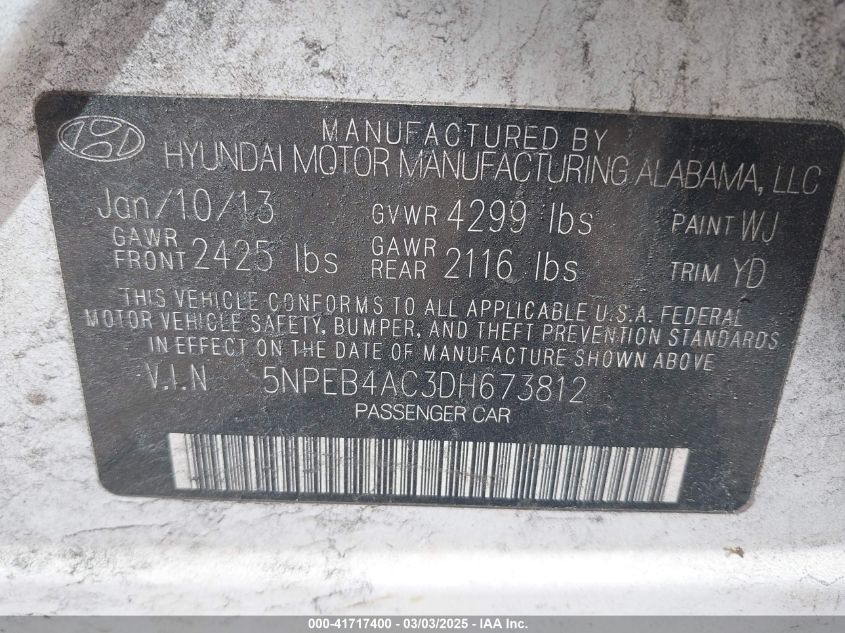 MANUFACTURED BY
HYUNDAI MOTOR MANUFACTURING ALABAMA, LLC
Jan/10/13 GVWR 4299 lbs PAINT WJ
GAWR FRONT 2425 lbs GAWR REAR 2116 lbs TRIM YD
THIS VEHICLE CONFORMS TO ALL APPLICABLE U.S.A. FEDERAL
MOTOR VEHICLE SAFETY, BUMPER, AND THEFT PREVENTION STANDARDS
IN EFFECT ON THE DATE OF MANUFACTURE SHOWN ABOVE
V.I.N 5NPEB4AC3DH673812
PASSENGER CAR
000-41717400 - 03/03/2025 - IAA Inc.